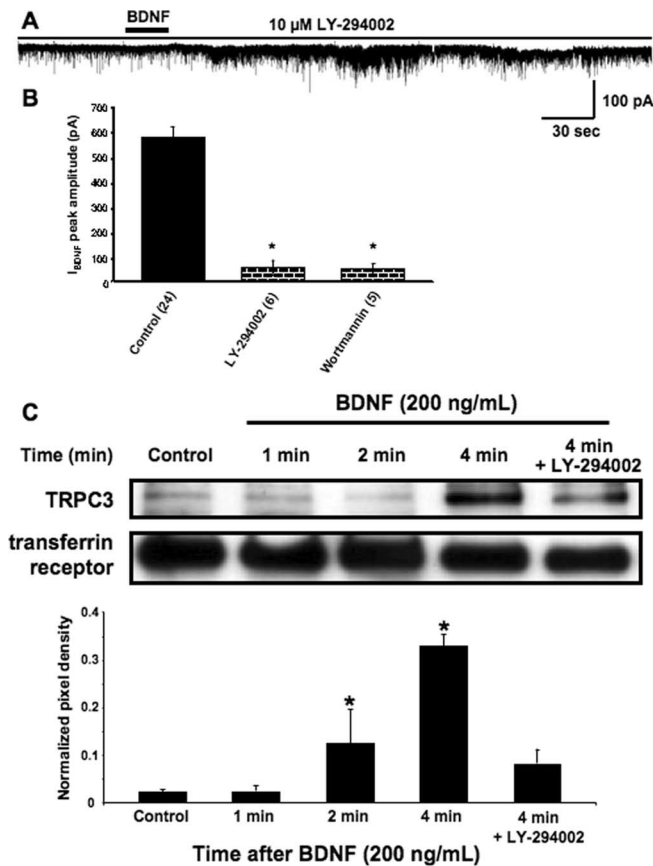 A
BDNF
10 µM LY-294002
100 pA
30 sec
B
I BDNF peak amplitude (pA)
700
600
500
400
300
200
100
0
*
*
Control (24)
LY-294002 (6)
Wortmannin (5)
C
BDNF (200 ng/mL)
Time (min)
Control
1 min
2 min
4 min
4 min
+ LY-294002
TRPC3
transferrin
receptor
Normalized pixel density
0.4
0.3
0.2
0.1
0
*
*
Control
1 min
2 min
4 min
4 min
+ LY-294002
Time after BDNF (200 ng/mL)